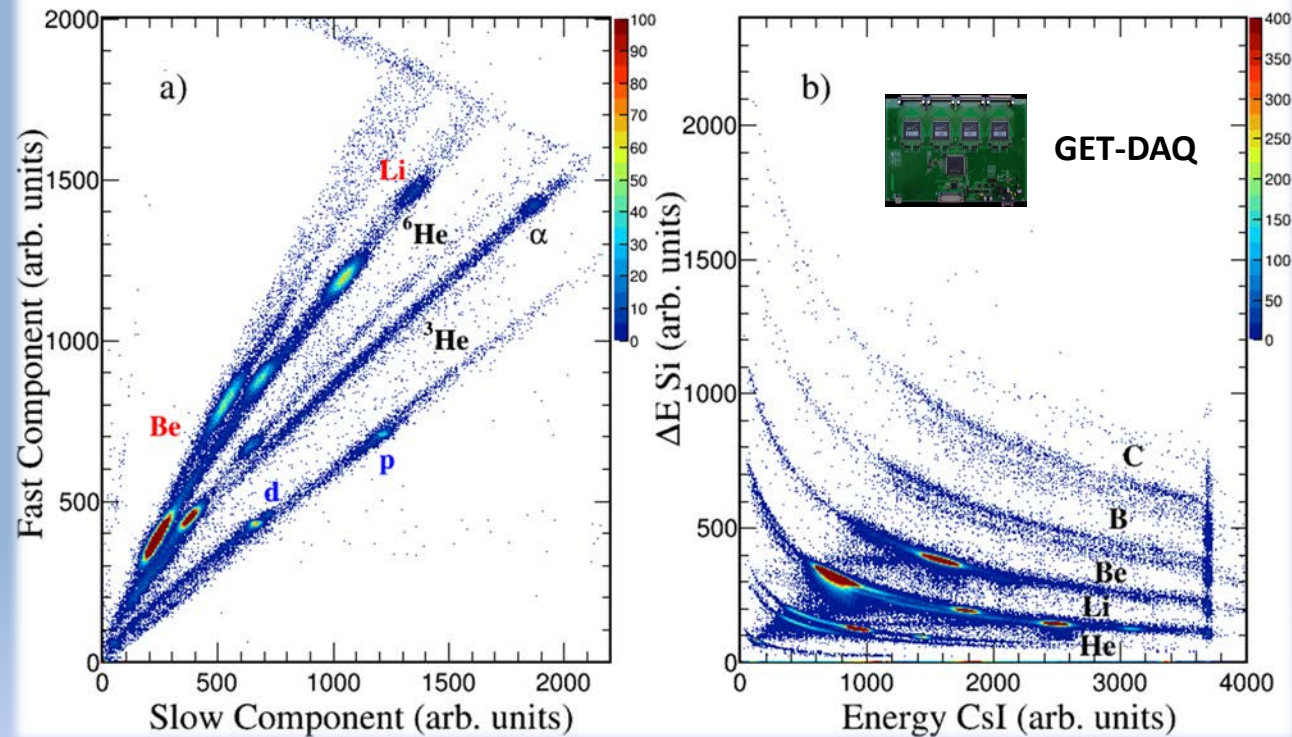 a)
Fast Component (arb. units)
2000
1500
1000
500
0
0 500 1000 1500 2000
Slow Component (arb. units)
Li
⁶He
α
³He
Be
p
d
100
90
80
70
60
50
40
30
20
10
0
b)
GET-DAQ
ΔE Si (arb. units)
2000
1500
1000
500
0
0 1000 2000 3000 4000
Energy CsI (arb. units)
C
B
Be
Li
He
400
350
300
250
200
150
100
50
0